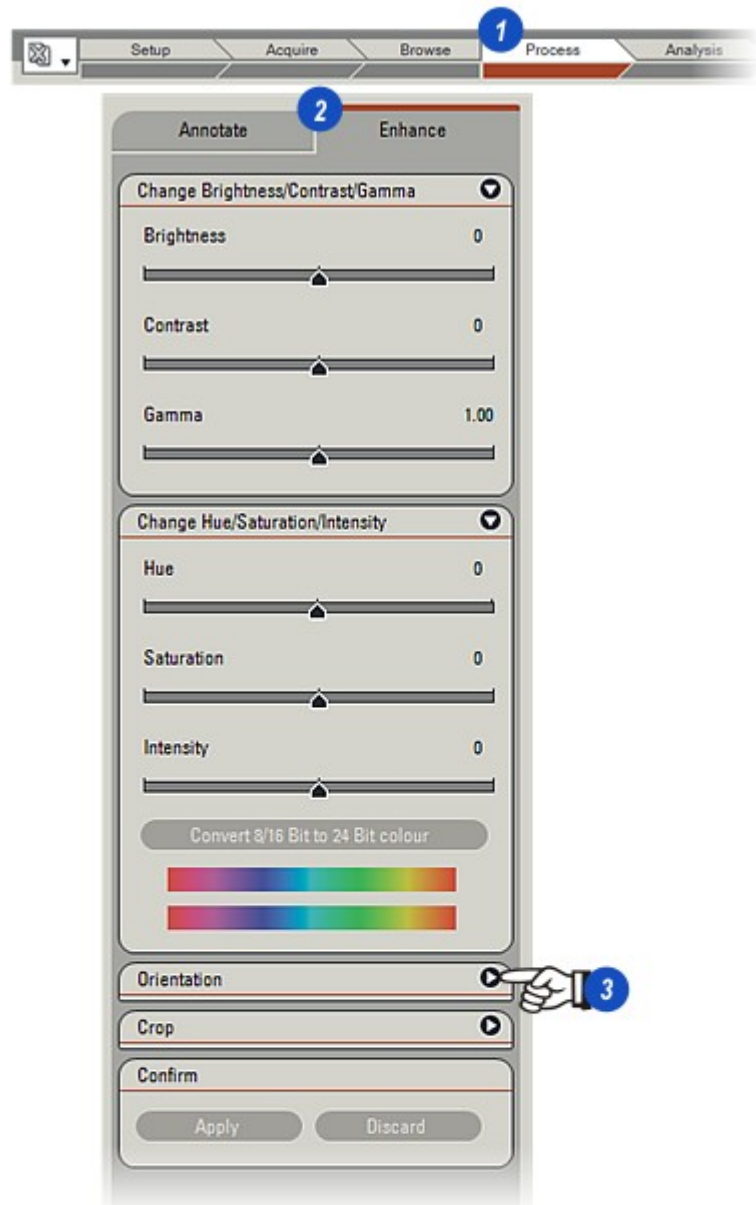 1
Setup Acquire Browse Process Analysis
2
Annotate Enhance
Change Brightness/Contrast/Gamma
Brightness 0
Contrast 0
Gamma 1.00
Change Hue/Saturation/Intensity
Hue 0
Saturation 0
Intensity 0
Convert 8/16 Bit to 24 Bit colour
Orientation
3
Crop
Confirm
Apply Discard